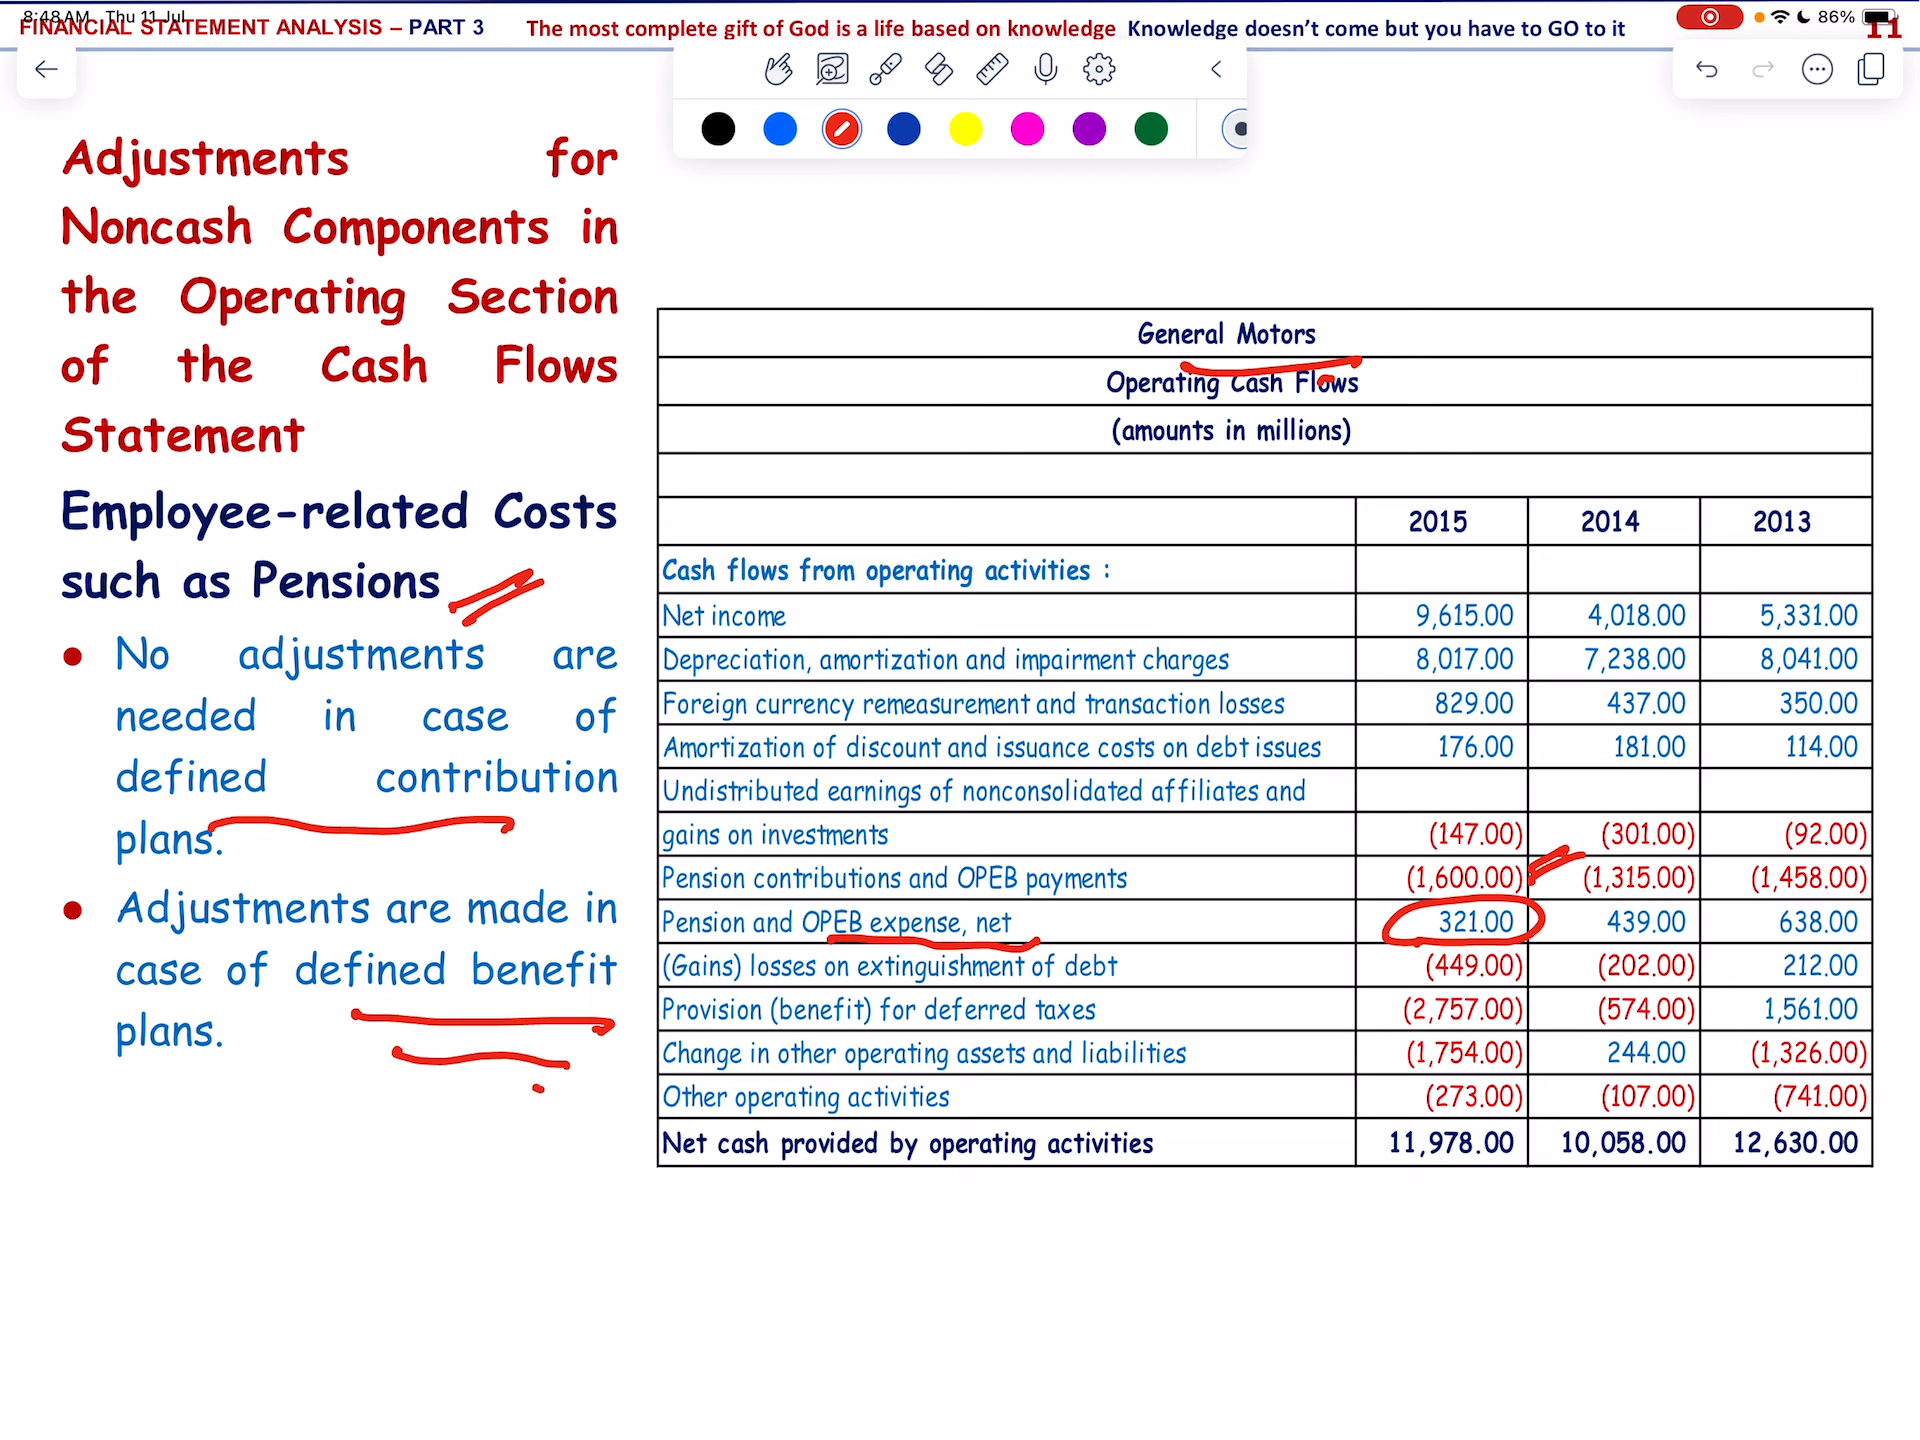 8:48 AM Thu 11 Jul
FINANCIAL STATEMENT ANALYSIS – PART 3 The most complete gift of God is a life based on knowledge Knowledge doesn't come but you have to GO to it
86%
11
Adjustments for
Noncash Components in
the Operating Section
of the Cash Flows
Statement
Employee-related Costs
such as Pensions
• No adjustments are
needed in case of
defined contribution
plans.
• Adjustments are made in
case of defined benefit
plans.
General Motors
Operating Cash Flows
(amounts in millions)
2015 2014 2013
Cash flows from operating activities :
Net income 9,615.00 4,018.00 5,331.00
Depreciation, amortization and impairment charges 8,017.00 7,238.00 8,041.00
Foreign currency remeasurement and transaction losses 829.00 437.00 350.00
Amortization of discount and issuance costs on debt issues 176.00 181.00 114.00
Undistributed earnings of nonconsolidated affiliates and
gains on investments (147.00) (301.00) (92.00)
Pension contributions and OPEB payments (1,600.00) (1,315.00) (1,458.00)
Pension and OPEB expense, net 321.00 439.00 638.00
(Gains) losses on extinguishment of debt (449.00) (202.00) 212.00
Provision (benefit) for deferred taxes (2,757.00) (574.00) 1,561.00
Change in other operating assets and liabilities (1,754.00) 244.00 (1,326.00)
Other operating activities (273.00) (107.00) (741.00)
Net cash provided by operating activities 11,978.00 10,058.00 12,630.00